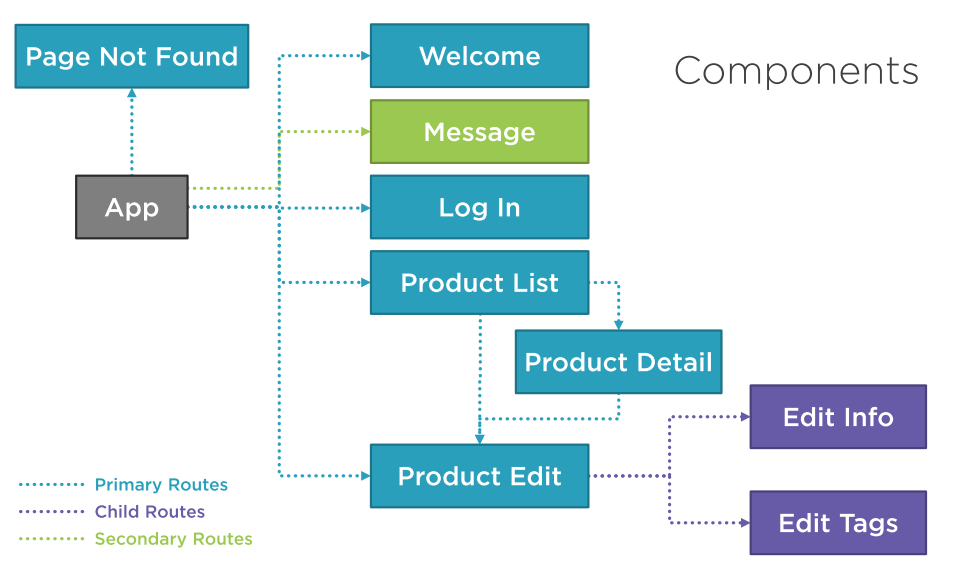 Components
Page Not Found
Welcome
Message
App
Log In
Product List
Product Detail
Edit Info
Product Edit
Edit Tags
Primary Routes
Child Routes
Secondary Routes